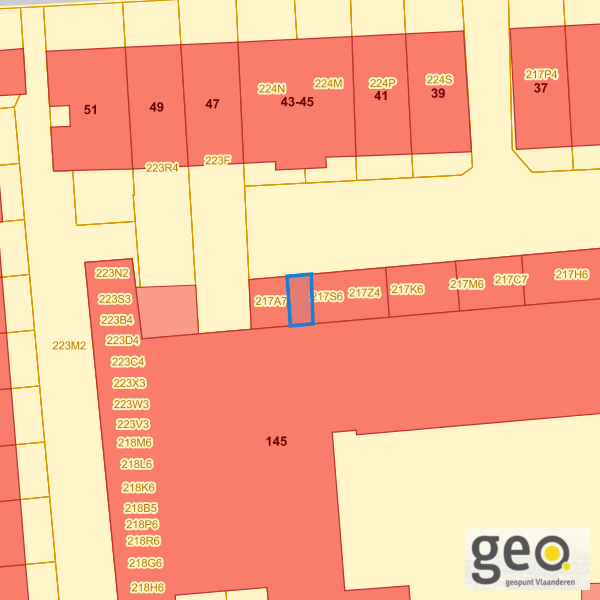 51
49
47
224N
224M
43-45
224P
41
224S
39
217P4
37
223R4
223F
223N2
223S3
223B4
223D4
223M2
223C4
223X3
223W3
223V3
218M6
218L6
218K6
218B5
218P6
218R6
218G6
218H6
217A7
217S6
217Z4
217K6
217M6
217C7
217H6
145
geo
geopunt Vlaanderen